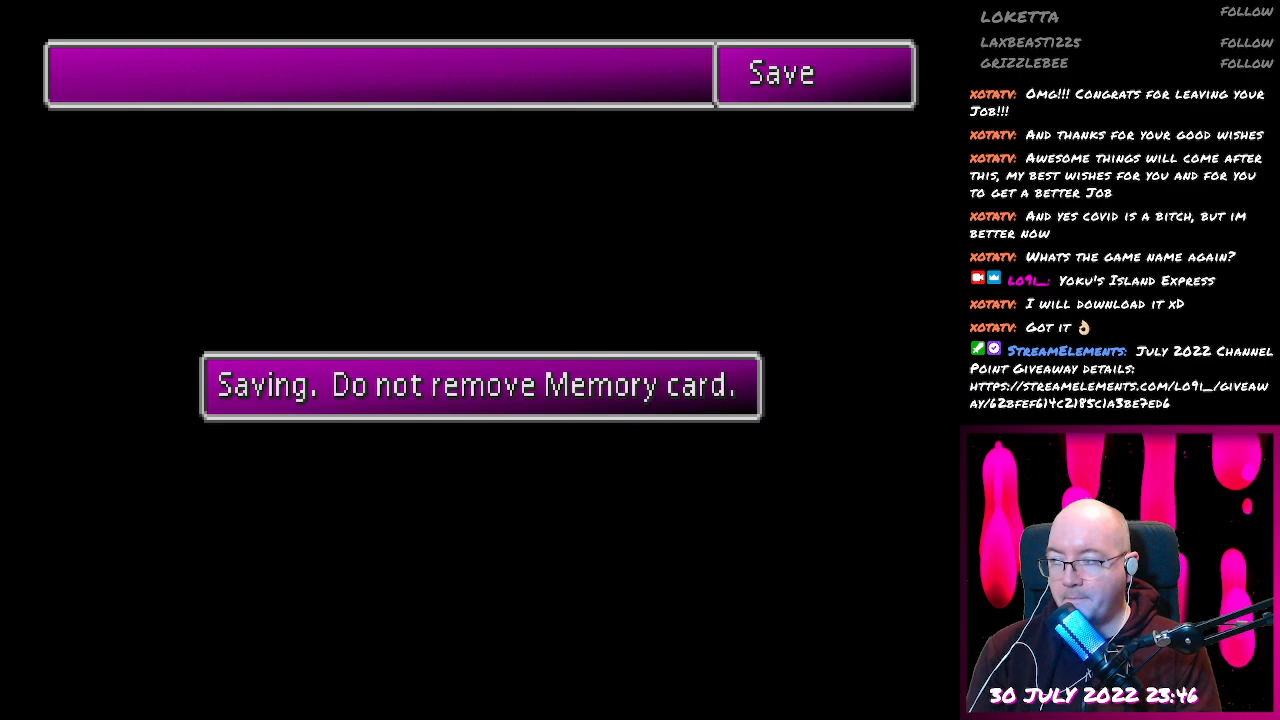 Save
Saving. Do not remove Memory card.
LOKETTA FOLLOW
LAXBEAST1225 FOLLOW
GRIZZLEBEE FOLLOW
XOTATV: OMG!!! CONGRATS FOR LEAVING YOUR
JOB!!!
XOTATV: AND THANKS FOR YOUR GOOD WISHES
XOTATV: AWESOME THINGS WILL COME AFTER
THIS, MY BEST WISHES FOR YOU AND FOR YOU
TO GET A BETTER JOB
XOTATV: AND YES COVID IS A BITCH, BUT IM
BETTER NOW
XOTATV: WHATS THE GAME NAME AGAIN?
LO9I_: YOKU'S ISLAND EXPRESS
XOTATV: I WILL DOWNLOAD IT XD
XOTATV: GOT IT 👌🏻
STREAMELEMENTS: JULY 2022 CHANNEL
POINT GIVEAWAY DETAILS:
HTTPS://STREAMELEMENTS.COM/LO9I_/GIVEAW
AY/62BFEF614C2185C1A3BE7ED6
30 JULY 2022 23:46